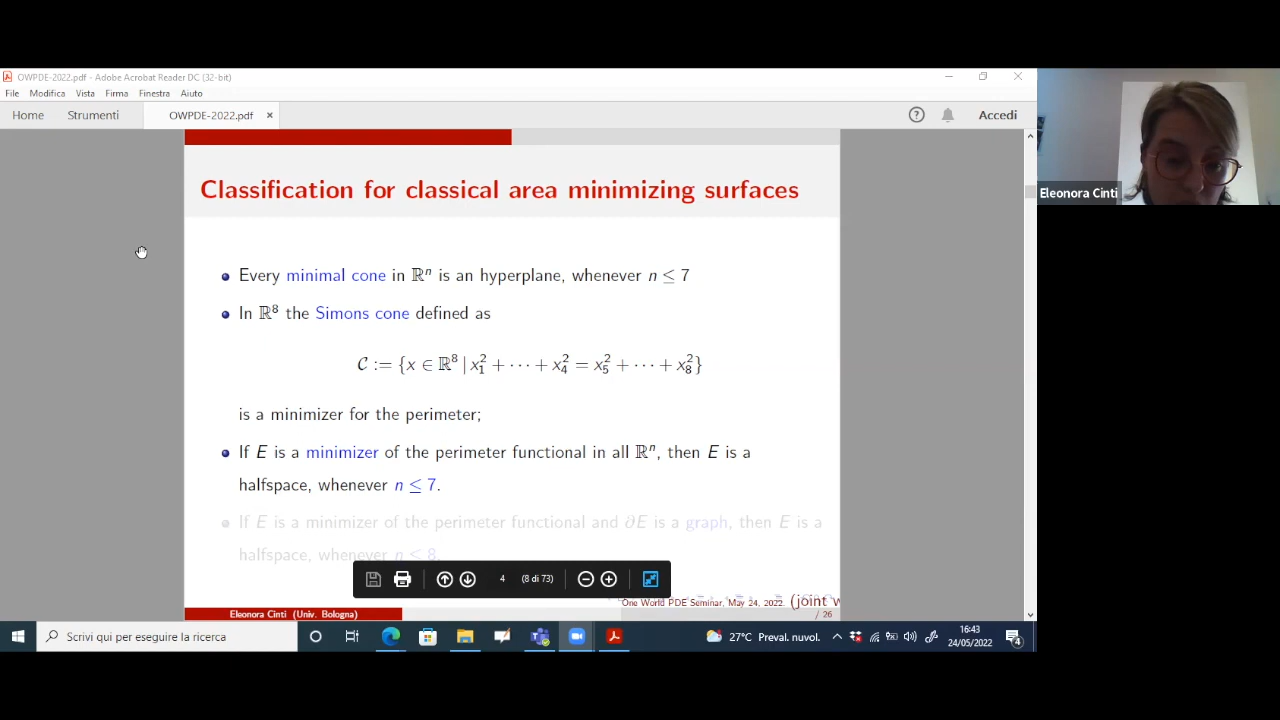 OWPDE-2022.pdf - Adobe Acrobat Reader DC (32-bit)
File Modifica Vista Firma Finestra Aiuto
Home Strumenti OWPDE-2022.pdf × Accedi
Classification for classical area minimizing surfaces
Eleonora Cinti
Every minimal cone in ℝⁿ is an hyperplane, whenever n ≤ 7
In ℝ⁸ the Simons cone defined as
𝒞 := {x ∈ ℝ⁸ | x₁² + ··· + x₄² = x₅² + ··· + x₈²}
is a minimizer for the perimeter;
If E is a minimizer of the perimeter functional in all ℝⁿ, then E is a
halfspace, whenever n ≤ 7.
If E is a minimizer of the perimeter functional and ∂E is a graph, then E is a
halfspace, whenever n ≤ 8.
4 (8 di 73)
One World PDE Seminar, May 24, 2022. (joint w
Eleonora Cinti (Univ. Bologna) / 26
Scrivi qui per eseguire la ricerca 27°C Preval. nuvol. 16:43
24/05/2022 4